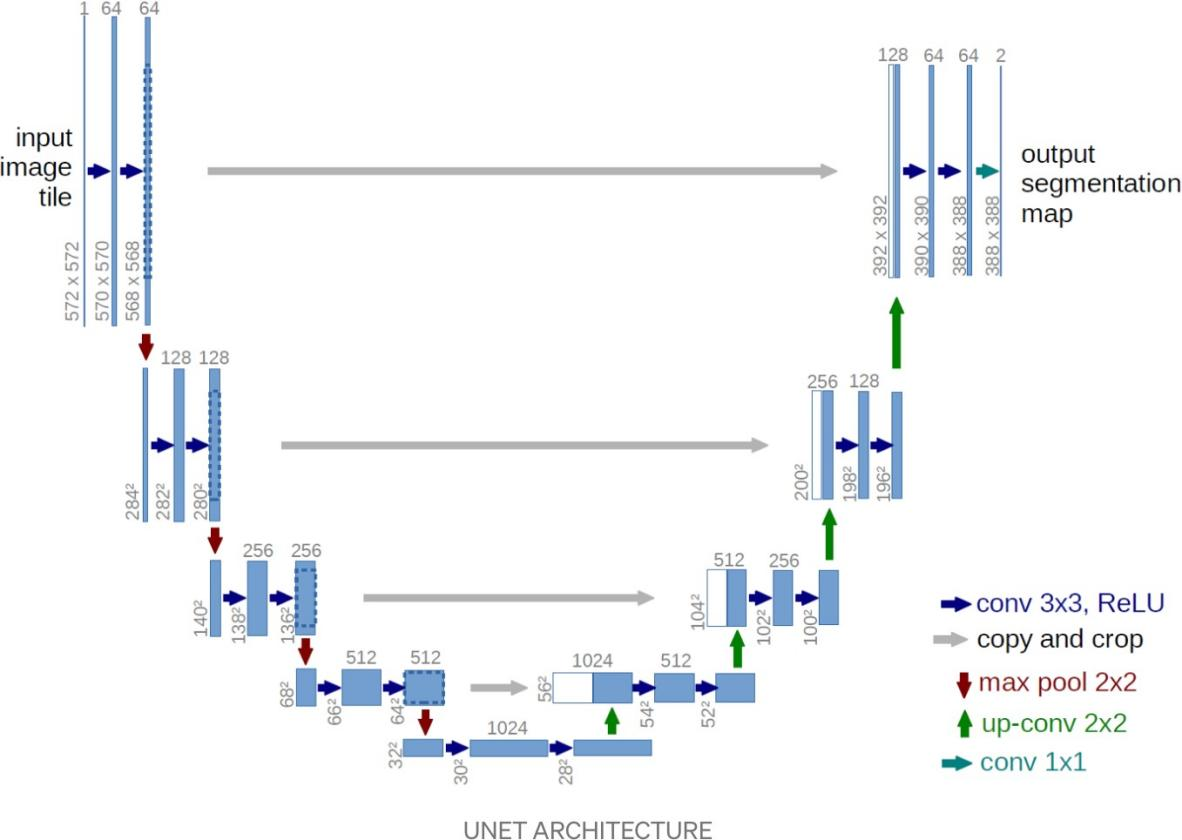 1 64 64
input
image
tile
572 x 572
570 x 570
568 x 568
128 64 64 2
output
segmentation
map
392 x 392
390 x 390
388 x 388
388 x 388
128 128
284²
282²
280²
256 128
200²
198²
196²
256 256
140²
138²
136²
512 256
104²
102²
100²
512 512
68²
66²
64²
1024 512
56²
54²
52²
1024
32²
30²
28²
conv 3x3, ReLU
copy and crop
max pool 2x2
up-conv 2x2
conv 1x1
UNET ARCHITECTURE